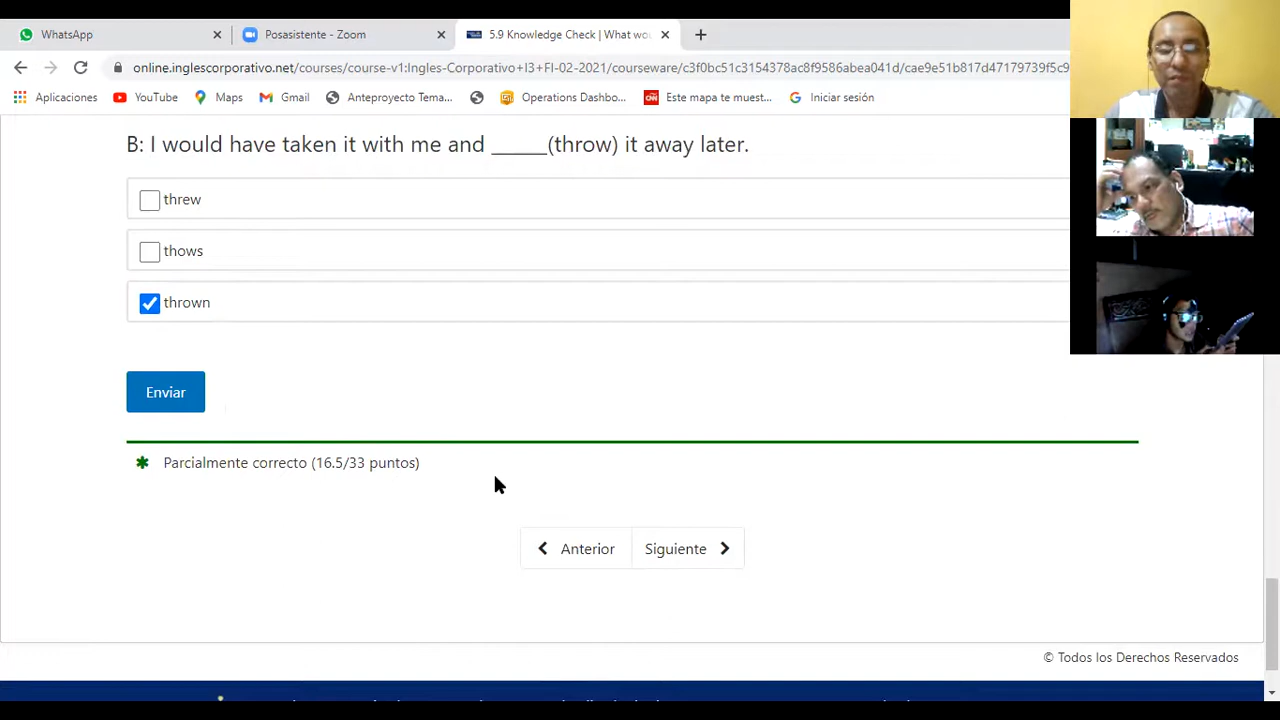 WhatsApp
Posasistente - Zoom
5.9 Knowledge Check | What wo
online.inglescorporativo.net/courses/course-v1:Ingles-Corporativo+I3+FI-02-2021/courseware/c3f0bc51c3154378ac8f9586abea041d/cae9e51b817d47179739f5c9
Aplicaciones
YouTube
Maps
Gmail
Anteproyecto Tema...
Operations Dashbo...
Este mapa te muest...
Iniciar sesión
B: I would have taken it with me and ______(throw) it away later.
threw
thows
thrown
Enviar
Parcialmente correcto (16.5/33 puntos)
Anterior
Siguiente
© Todos los Derechos Reservados